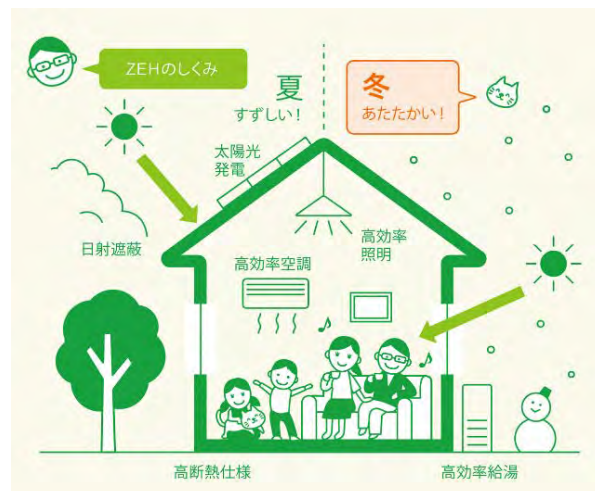 ZEHのしくみ
夏
すずしい！
冬
あたたかい！
太陽光
発電
日射遮蔽
高効率
照明
高効率空調
高断熱仕様
高効率給湯